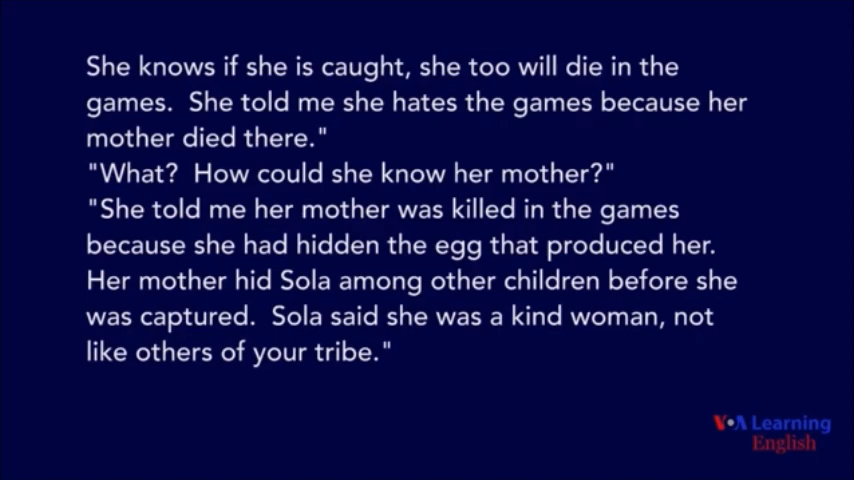 She knows if she is caught, she too will die in the
games.  She told me she hates the games because her
mother died there."
"What?  How could she know her mother?"
"She told me her mother was killed in the games
because she had hidden the egg that produced her.
Her mother hid Sola among other children before she
was captured.  Sola said she was a kind woman, not
like others of your tribe."
VOA Learning
English